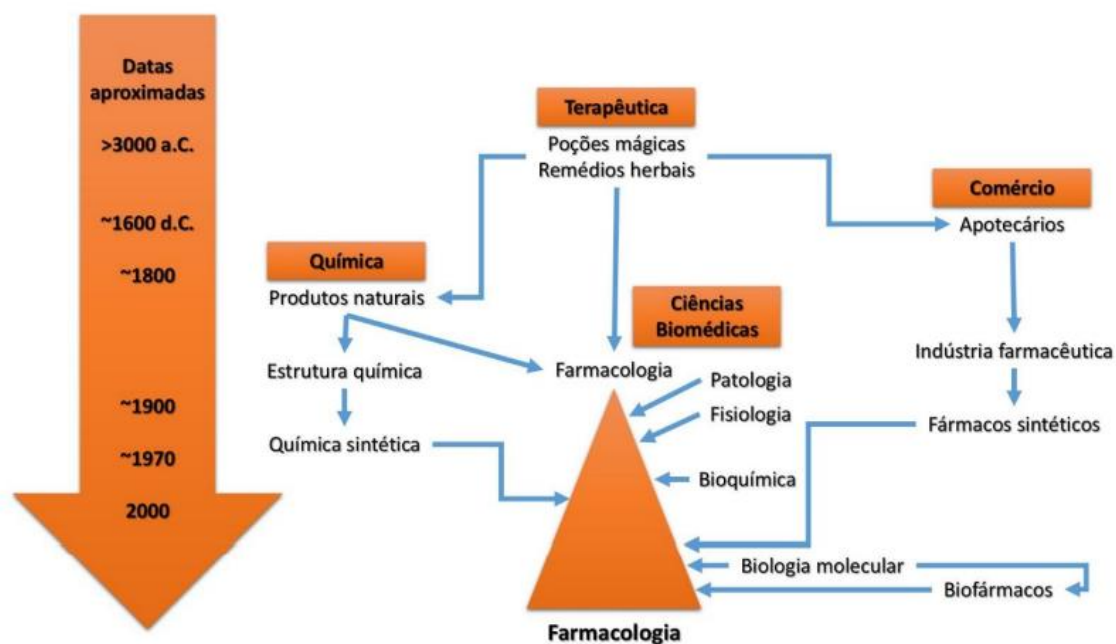 Datas
aproximadas
>3000 a.C.
~1600 d.C.
~1800
~1900
~1970
2000
Terapêutica
Poções mágicas
Remédios herbais
Comércio
Apotecários
Química
Produtos naturais
Ciências
Biomédicas
Indústria farmacêutica
Estrutura química
Farmacologia
Patologia
Fisiologia
Fármacos sintéticos
Química sintética
Bioquímica
Biologia molecular
Biofármacos
Farmacologia